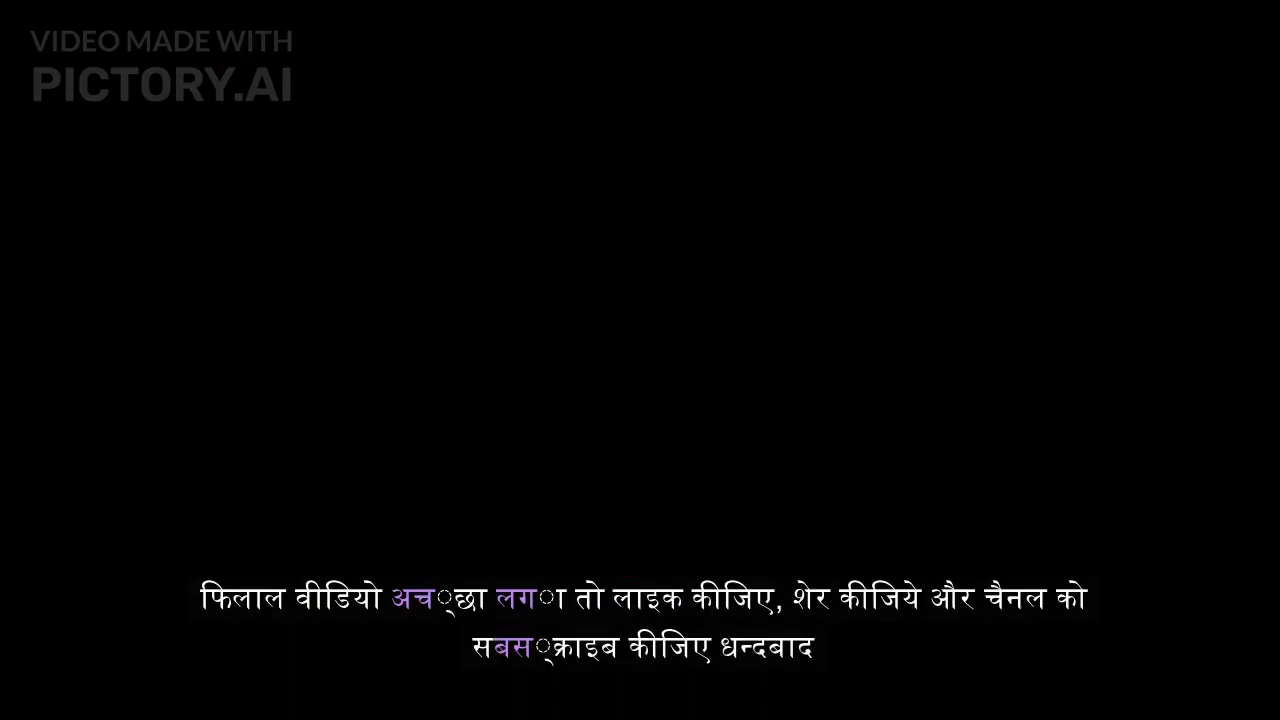 VIDEO MADE WITH
PICTORY.AI
फिलाल वीडियो अच्छा लगा तो लाइक कीजिए, शेर कीजिये और चैनल को
सबस्क्राइब कीजिए धन्दबाद